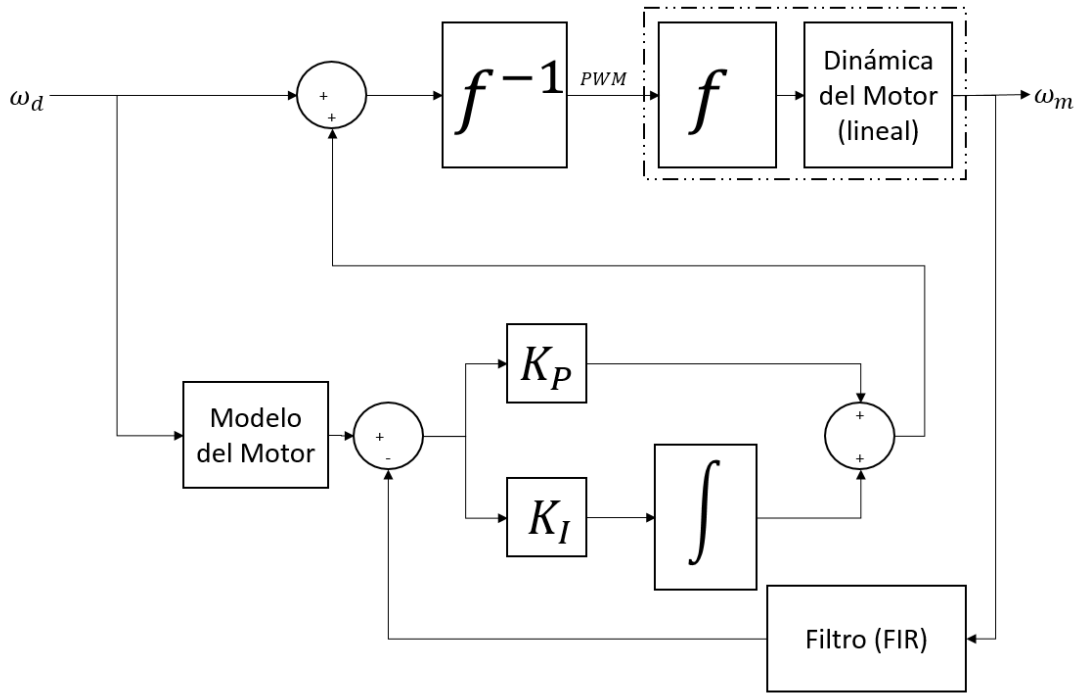 ω_d
+
+
f⁻¹
PWM
f
Dinámica
del Motor
(lineal)
ω_m
K_P
Modelo
del Motor
+
-
K_I
∫
+
+
Filtro (FIR)